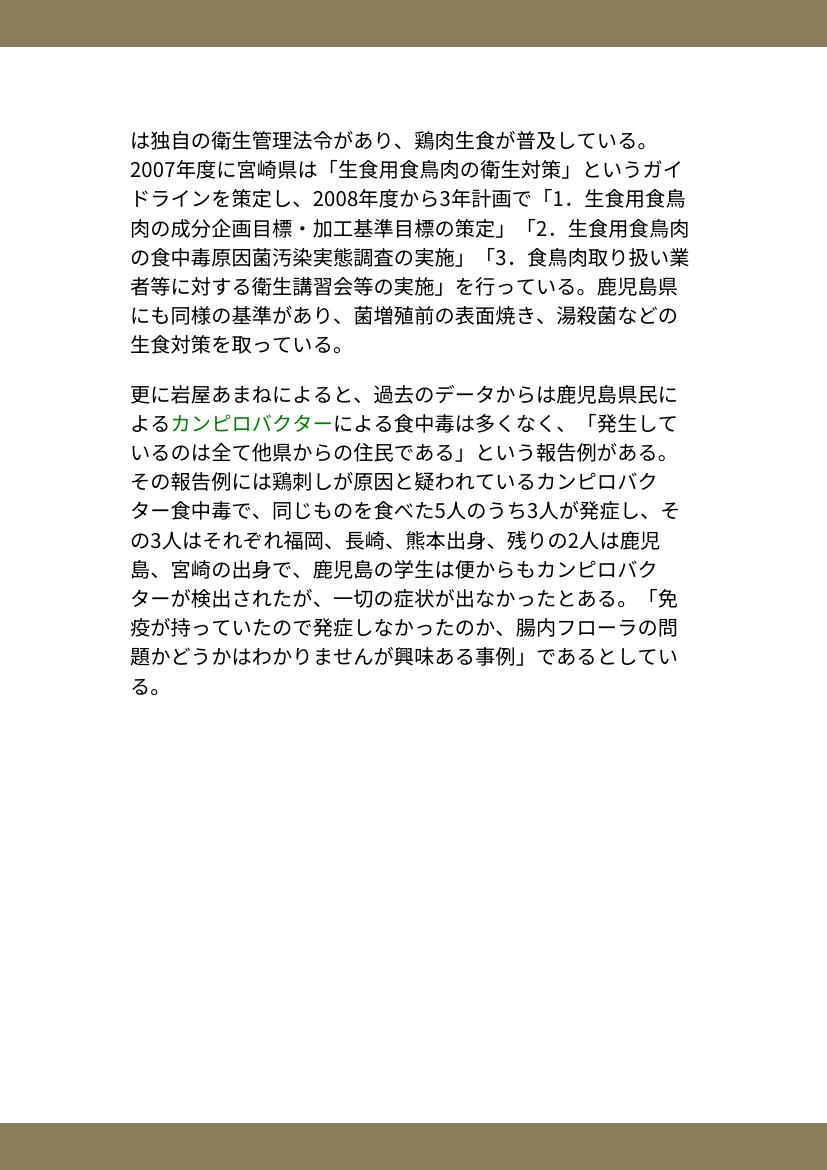 は独自の衛生管理法令があり、鶏肉生食が普及している。
2007年度に宮崎県は「生食用食鳥肉の衛生対策」というガイ
ドラインを策定し、2008年度から3年計画で「1．生食用食鳥
肉の成分企画目標・加工基準目標の策定」「2．生食用食鳥肉
の食中毒原因菌汚染実態調査の実施」「3．食鳥肉取り扱い業
者等に対する衛生講習会等の実施」を行っている。鹿児島県
にも同様の基準があり、菌増殖前の表面焼き、湯殺菌などの
生食対策を取っている。
更に岩屋あまねによると、過去のデータからは鹿児島県民に
よるカンピロバクターによる食中毒は多くなく、「発生して
いるのは全て他県からの住民である」という報告例がある。
その報告例には鶏刺しが原因と疑われているカンピロバク
ター食中毒で、同じものを食べた5人のうち3人が発症し、そ
の3人はそれぞれ福岡、長崎、熊本出身、残りの2人は鹿児
島、宮崎の出身で、鹿児島の学生は便からもカンピロバク
ターが検出されたが、一切の症状が出なかったとある。「免
疫が持っていたので発症しなかったのか、腸内フローラの問
題かどうかはわかりませんが興味ある事例」であるとしてい
る。